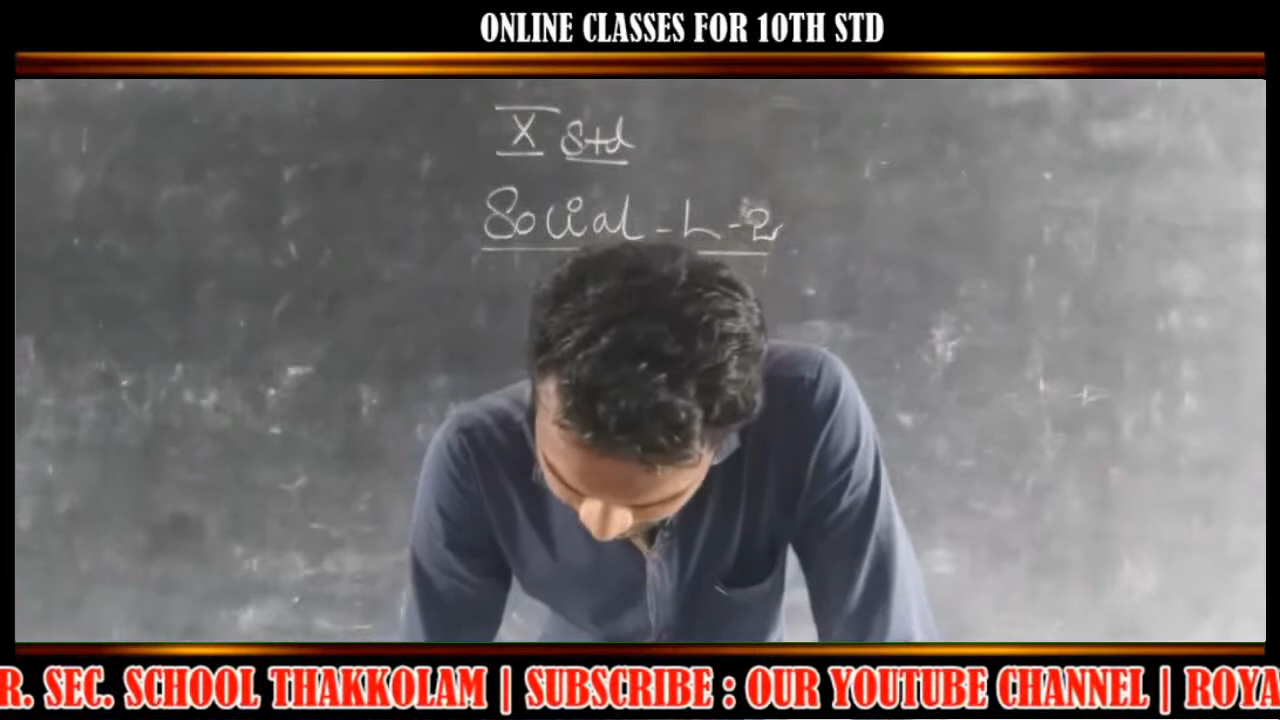 ONLINE CLASSES FOR 10TH STD
X Std
Social - L - 2
R. SEC. SCHOOL THAKKOLAM | SUBSCRIBE : OUR YOUTUBE CHANNEL | ROYA